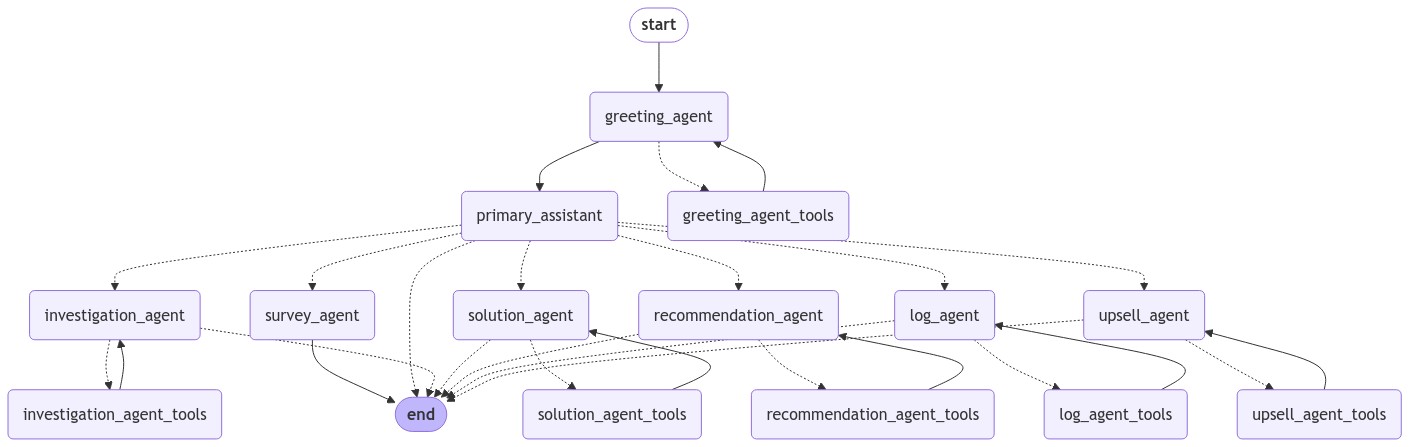 start
greeting_agent
primary_assistant
greeting_agent_tools
investigation_agent
survey_agent
solution_agent
recommendation_agent
log_agent
upsell_agent
investigation_agent_tools
end
solution_agent_tools
recommendation_agent_tools
log_agent_tools
upsell_agent_tools